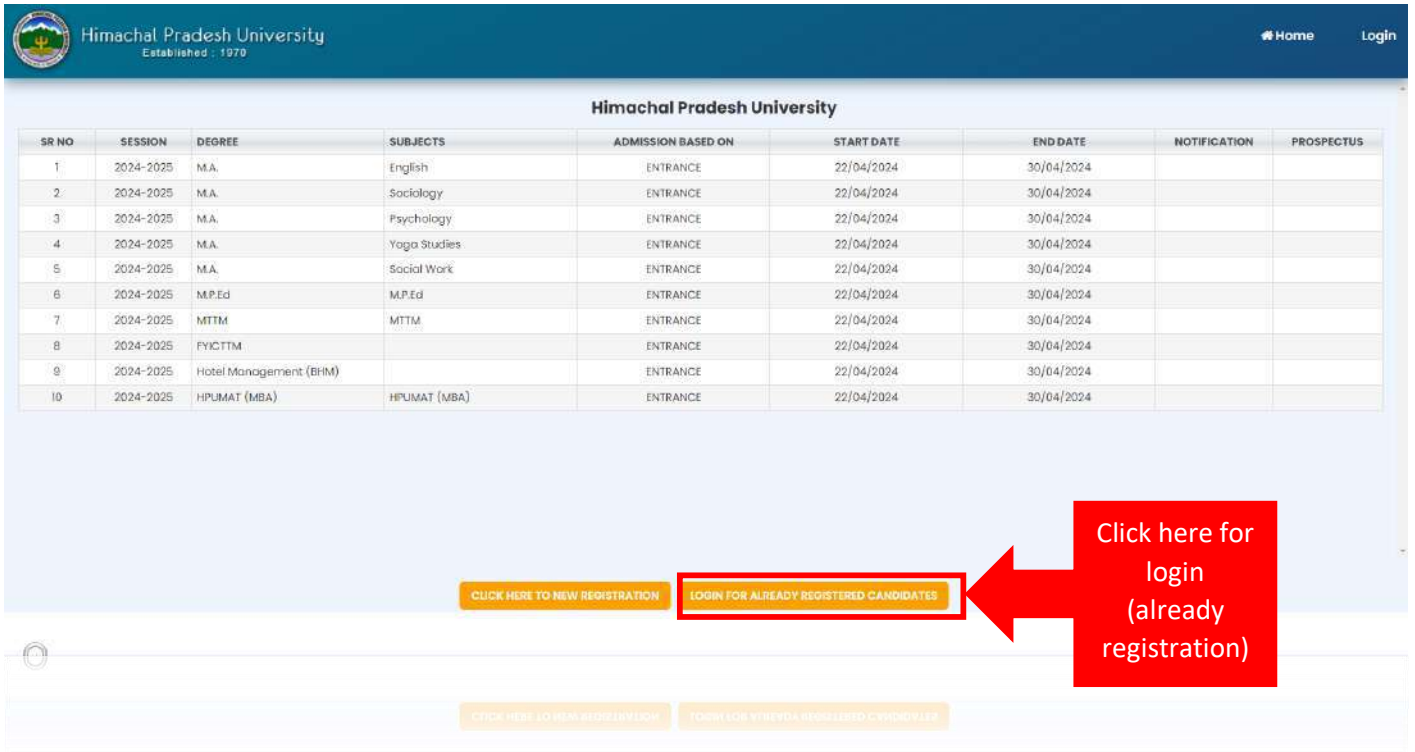 Himachal Pradesh University
Established : 1970
Home Login
Himachal Pradesh University
SR NO SESSION DEGREE SUBJECTS ADMISSION BASED ON START DATE END DATE NOTIFICATION PROSPECTUS
1 2024-2025 M.A. English ENTRANCE 22/04/2024 30/04/2024
2 2024-2025 M.A. Sociology ENTRANCE 22/04/2024 30/04/2024
3 2024-2025 M.A. Psychology ENTRANCE 22/04/2024 30/04/2024
4 2024-2025 M.A. Yoga Studies ENTRANCE 22/04/2024 30/04/2024
5 2024-2025 M.A. Social Work ENTRANCE 22/04/2024 30/04/2024
6 2024-2025 M.P.Ed M.P.Ed ENTRANCE 22/04/2024 30/04/2024
7 2024-2025 MTTM MTTM ENTRANCE 22/04/2024 30/04/2024
8 2024-2025 FYICTTM ENTRANCE 22/04/2024 30/04/2024
9 2024-2025 Hotel Management (BHM) ENTRANCE 22/04/2024 30/04/2024
10 2024-2025 HPUMAT (MBA) HPUMAT (MBA) ENTRANCE 22/04/2024 30/04/2024
CLICK HERE TO NEW REGISTRATION LOGIN FOR ALREADY REGISTERED CANDIDATES
Click here for
login
(already
registration)